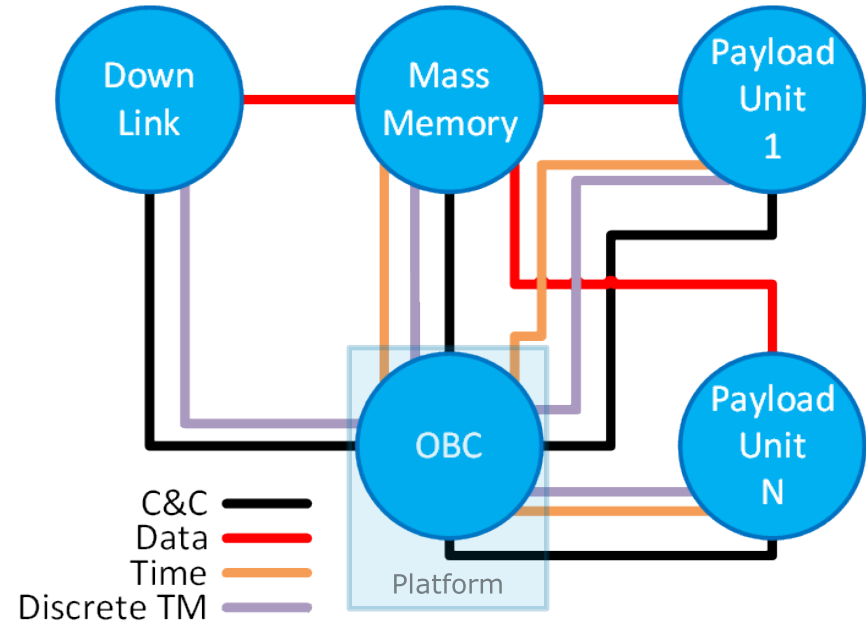 Down
Link
Mass
Memory
Payload
Unit
1
OBC
Payload
Unit
N
C&C
Data
Time
Discrete TM
Platform